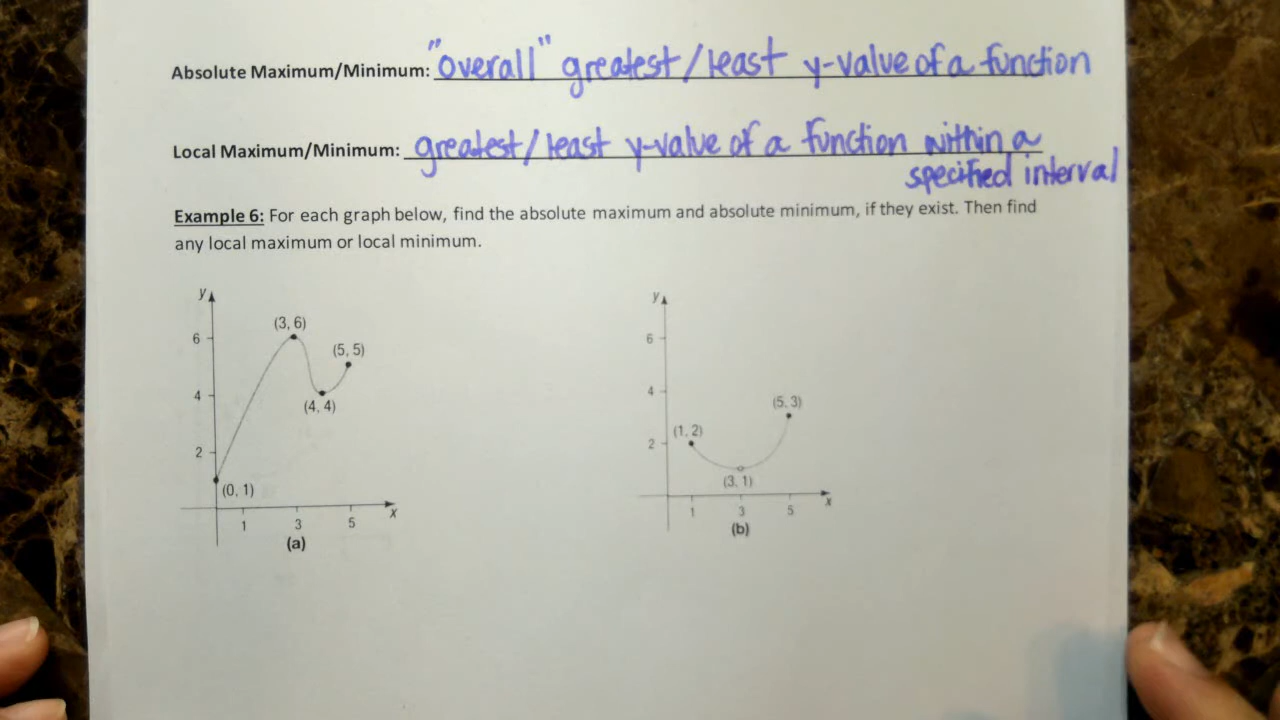 Absolute Maximum/Minimum: "overall" greatest/least y-value of a function
Local Maximum/Minimum: greatest/least y-value of a function within a
specified interval
Example 6: For each graph below, find the absolute maximum and absolute minimum, if they exist. Then find
any local maximum or local minimum.
y
(3, 6)
6
(5, 5)
4
(4, 4)
2
(0, 1)
x
1 3 5
(a)
y
6
4
(5, 3)
(1, 2)
2
(3, 1)
x
1 3 5
(b)